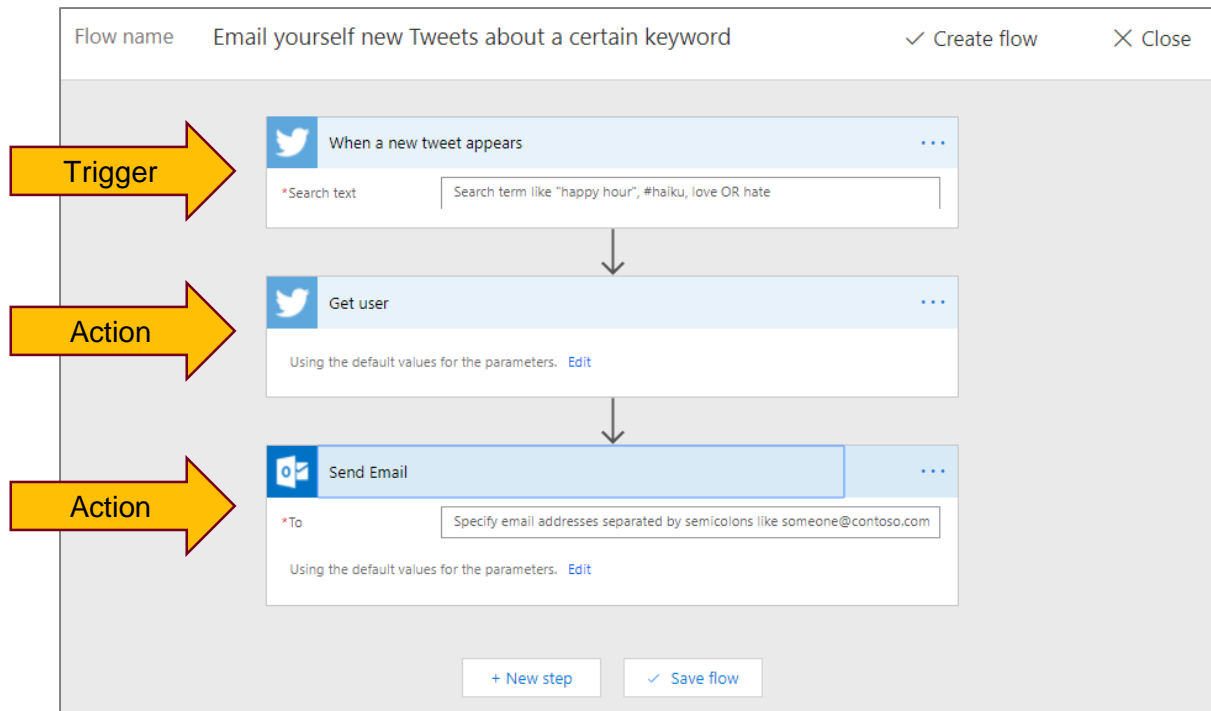 Flow name Email yourself new Tweets about a certain keyword Create flow Close
Trigger
When a new tweet appears
*Search text Search term like "happy hour", #haiku, love OR hate
Action
Get user
Using the default values for the parameters. Edit
Action
Send Email
*To Specify email addresses separated by semicolons like someone@contoso.com
Using the default values for the parameters. Edit
+ New step Save flow